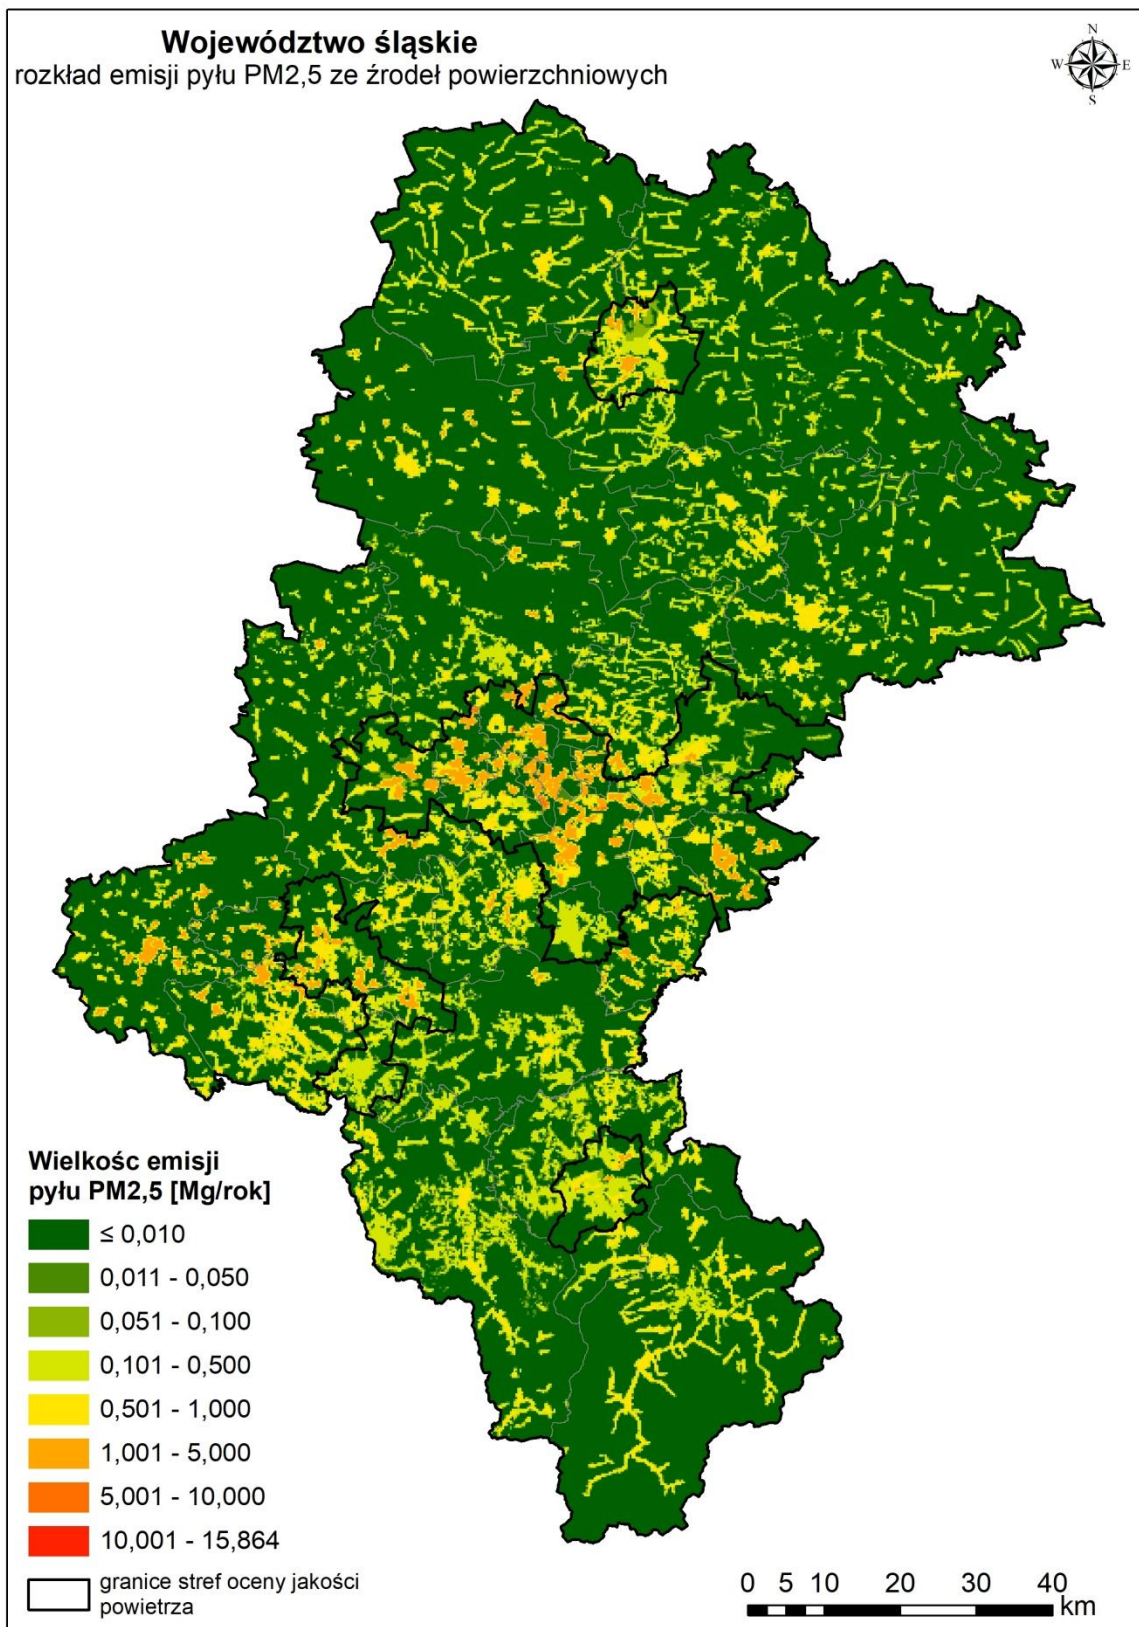 Województwo śląskie
rozkład emisji pyłu PM2,5 ze źrodeł powierzchniowych
N
W E
S
Wielkośc emisji
pyłu PM2,5 [Mg/rok]
≤ 0,010
0,011 - 0,050
0,051 - 0,100
0,101 - 0,500
0,501 - 1,000
1,001 - 5,000
5,001 - 10,000
10,001 - 15,864
granice stref oceny jakości
powietrza
0 5 10 20 30 40
km